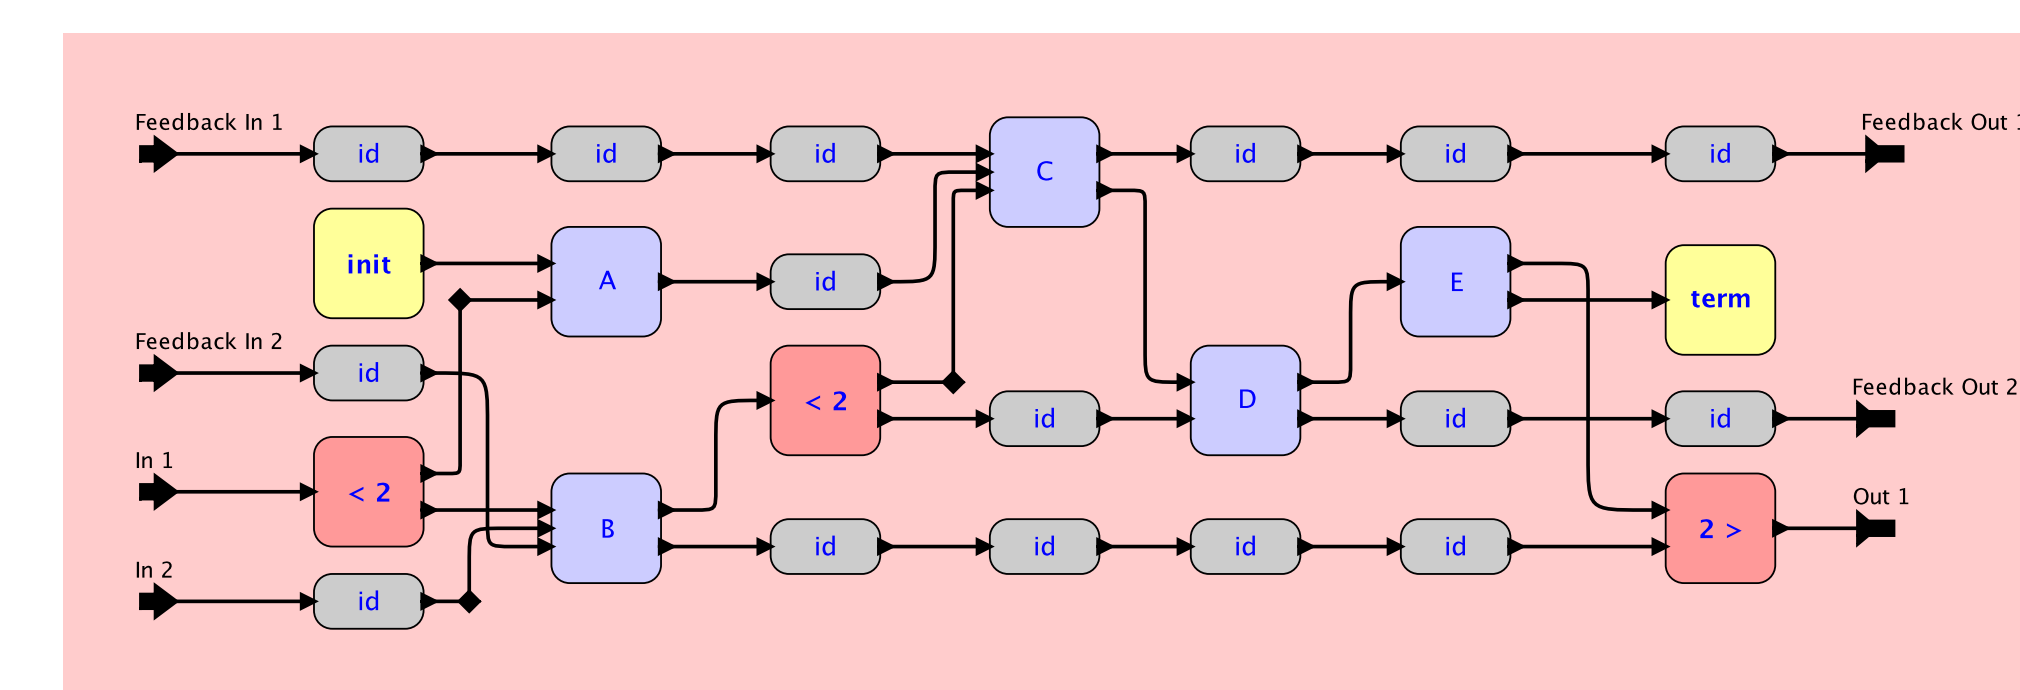 Feedback In 1
id
id
id
C
id
id
id
Feedback Out 1
init
A
id
E
term
Feedback In 2
id
< 2
D
id
id
id
Feedback Out 2
In 1
< 2
B
id
id
id
id
2 >
Out 1
In 2
id